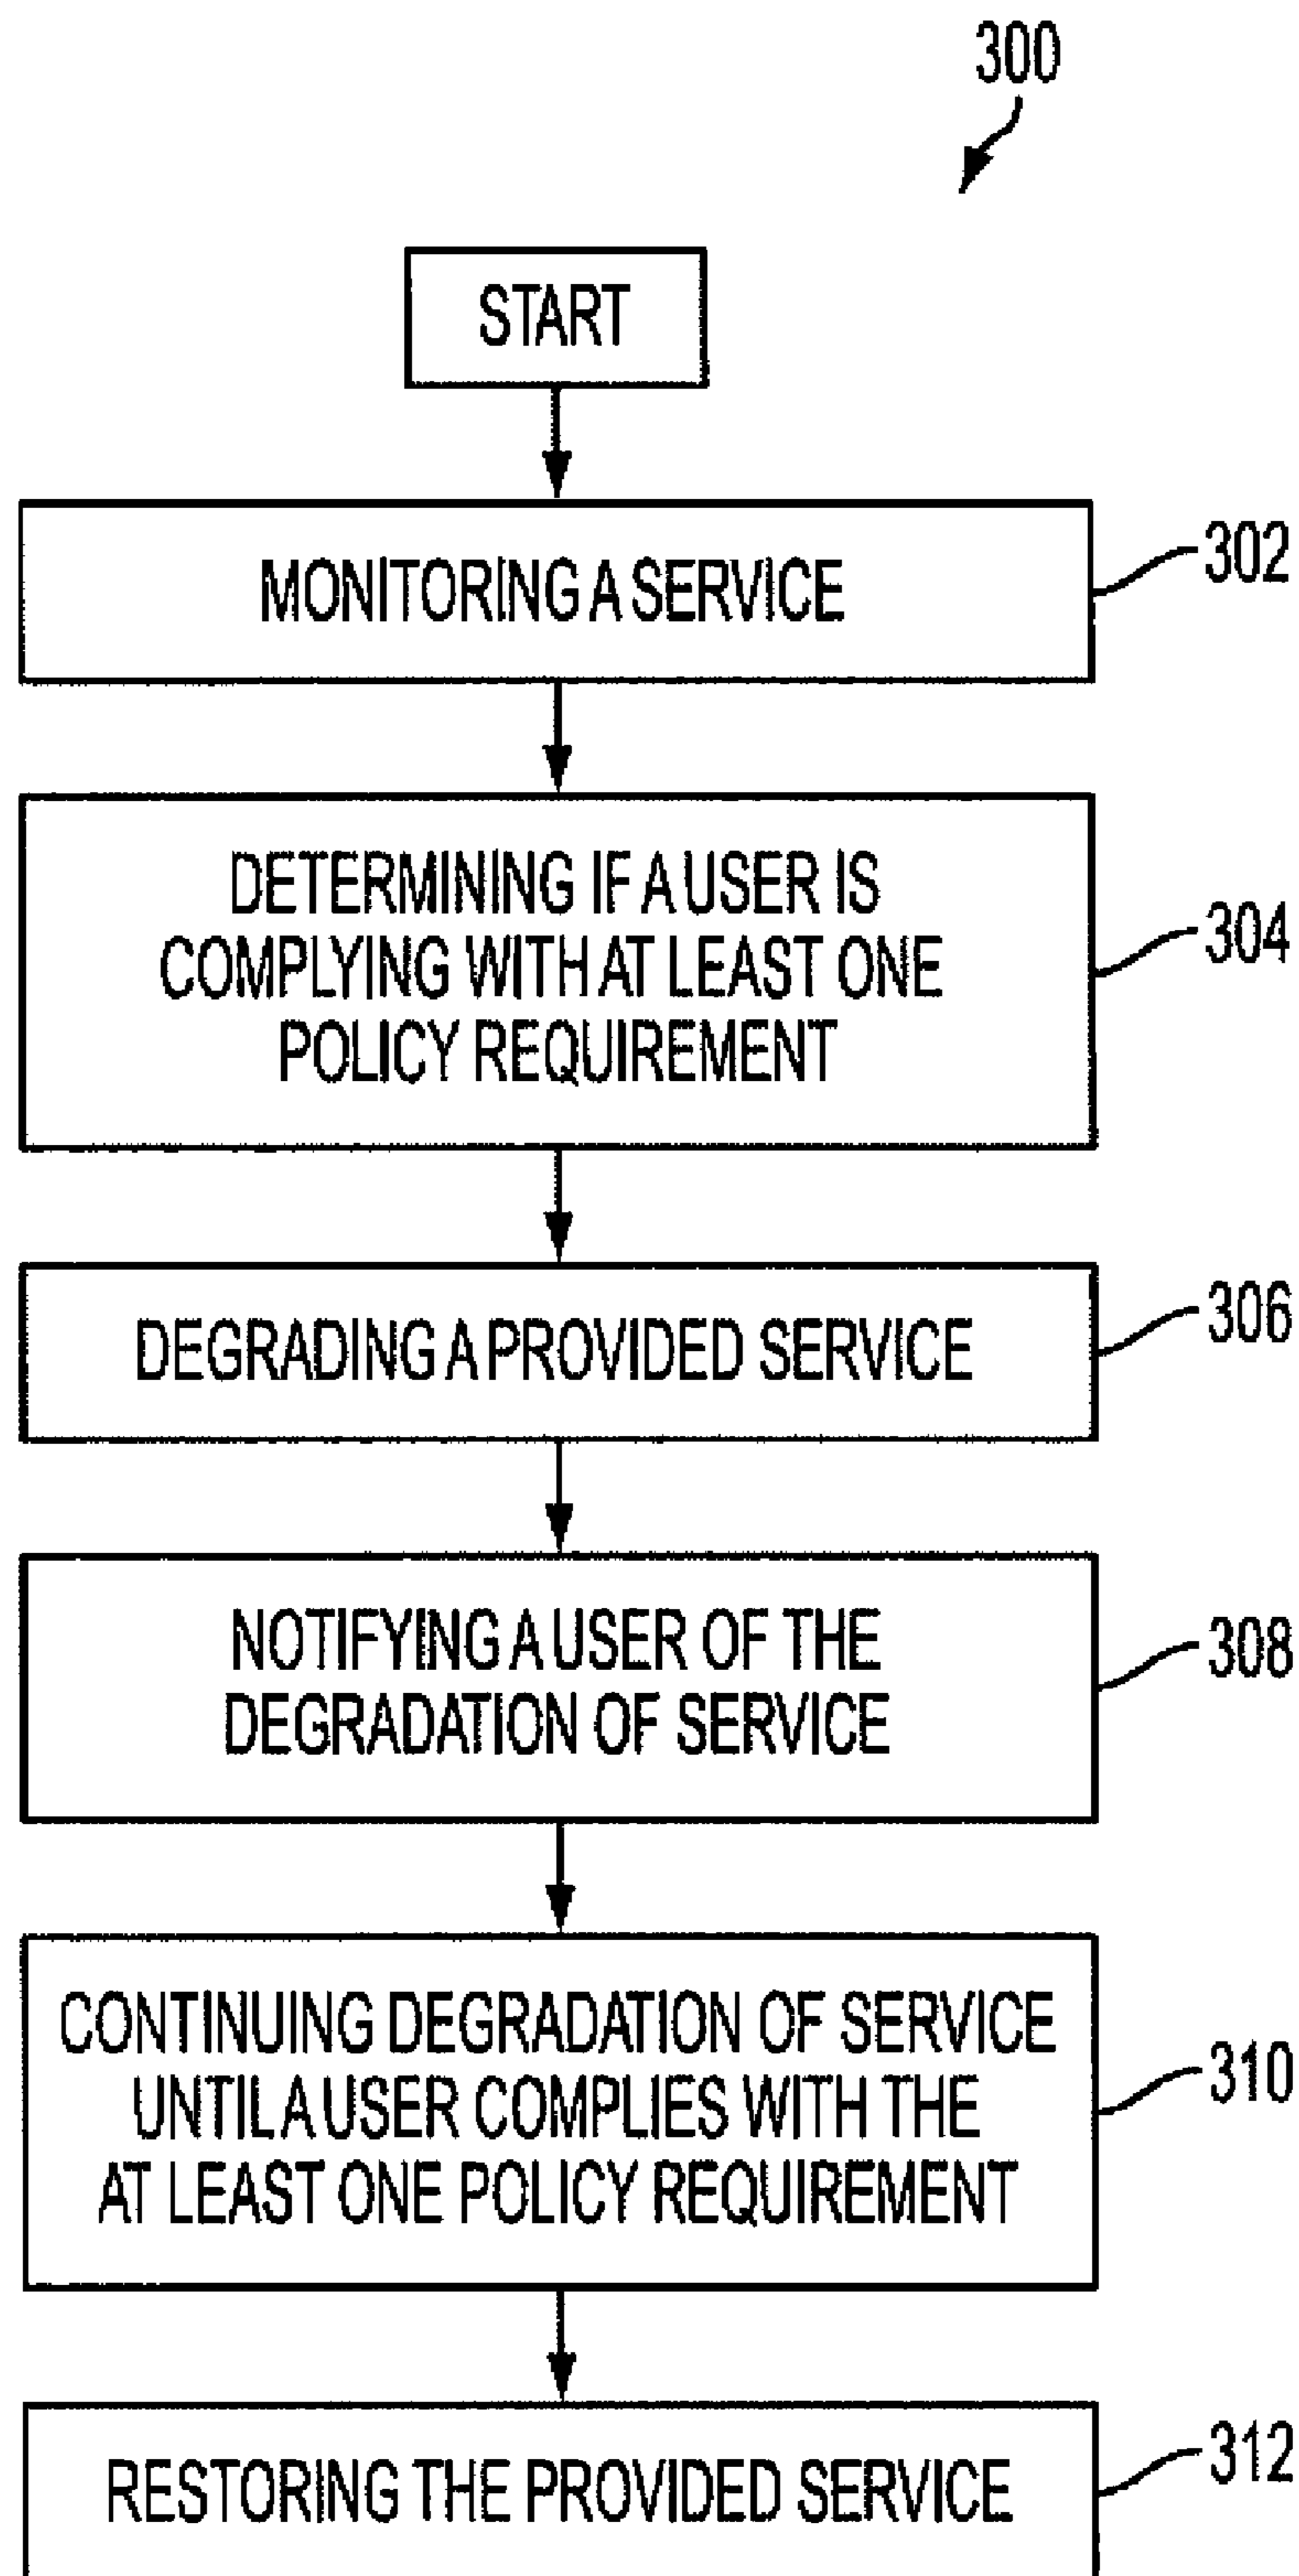 300
START
MONITORING A SERVICE
302
DETERMINING IF A USER IS
COMPLYING WITH AT LEAST ONE
POLICY REQUIREMENT
304
DEGRADING A PROVIDED SERVICE
306
NOTIFYING A USER OF THE
DEGRADATION OF SERVICE
308
CONTINUING DEGRADATION OF SERVICE
UNTIL A USER COMPLIES WITH THE
AT LEAST ONE POLICY REQUIREMENT
310
RESTORING THE PROVIDED SERVICE
312